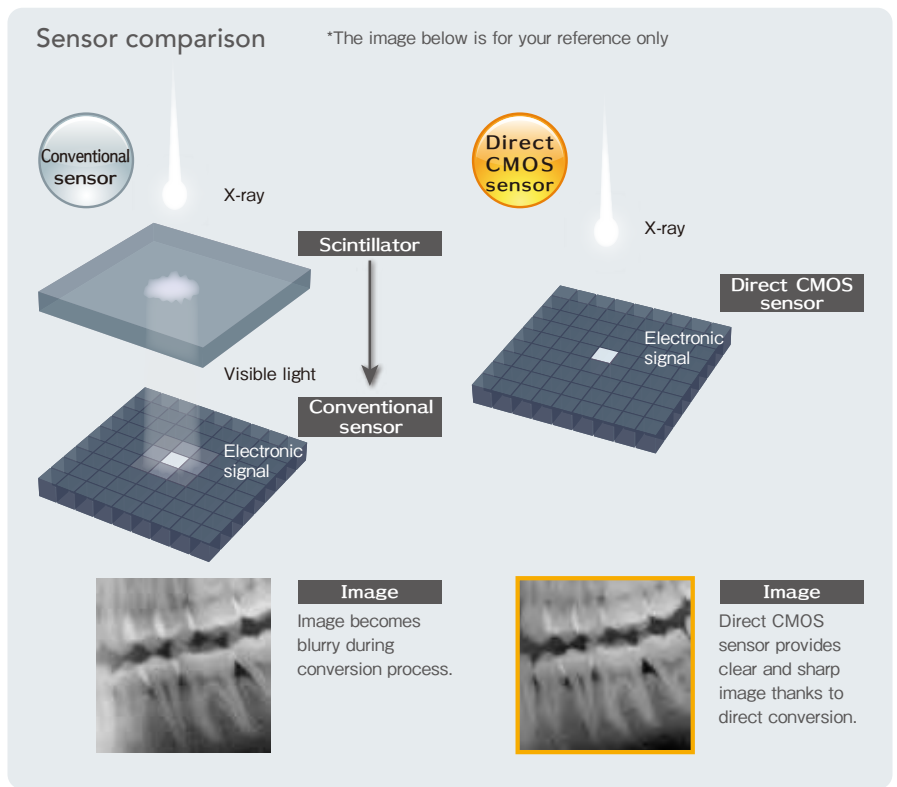 Sensor comparison
*The image below is for your reference only
Conventional
sensor
X-ray
Scintillator
Visible light
Conventional
sensor
Electronic
signal
Image
Image becomes
blurry during
conversion process.
Direct
CMOS
sensor
X-ray
Direct CMOS
sensor
Electronic
signal
Image
Direct CMOS
sensor provides
clear and sharp
image thanks to
direct conversion.